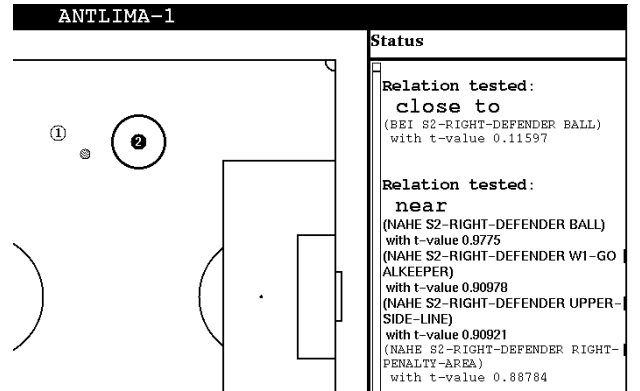 ANTLIMA-1
Status
1
2
Relation tested:
close to
(BEI S2-RIGHT-DEFENDER BALL)
with t-value 0.11597
Relation tested:
near
(NAHE S2-RIGHT-DEFENDER BALL)
with t-value 0.9775
(NAHE S2-RIGHT-DEFENDER W1-GO
ALKEEPER)
with t-value 0.90978
(NAHE S2-RIGHT-DEFENDER UPPER-
SIDE-LINE)
with t-value 0.90921
(NAHE S2-RIGHT-DEFENDER RIGHT-
PENALTY-AREA)
with t-value 0.88784